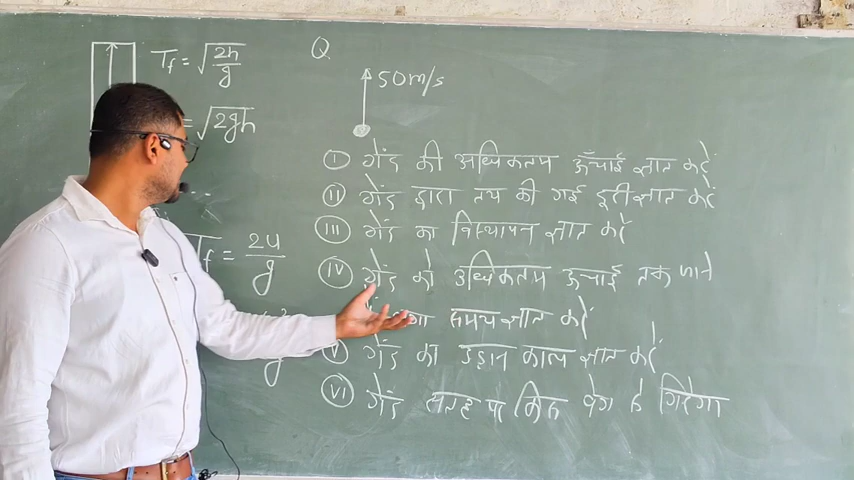 T_f = √(2h/g)
Q
50m/s
= √2gh
(I) गेंद की अधिकतम ऊँचाई ज्ञात करें
(II) गेंद द्वारा तय की गई दूरी ज्ञात करें
(III) गेंद का विस्थापन ज्ञात करें
T_f = 2u/g
(IV) गेंद को अधिकतम ऊँचाई तक जाने
समय ज्ञात करें
(V) गेंद का उड्डान काल ज्ञात करें
(VI) गेंद सतह पर किस वेग से गिरेगा